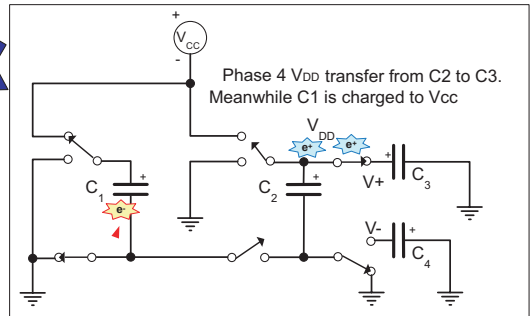 +
VCC
-
Phase 4 VDD transfer from C2 to C3.
Meanwhile C1 is charged to Vcc
VDD
e+
e+
+
C1
+
C2
+
V+
C3
e-
V-
+
C4